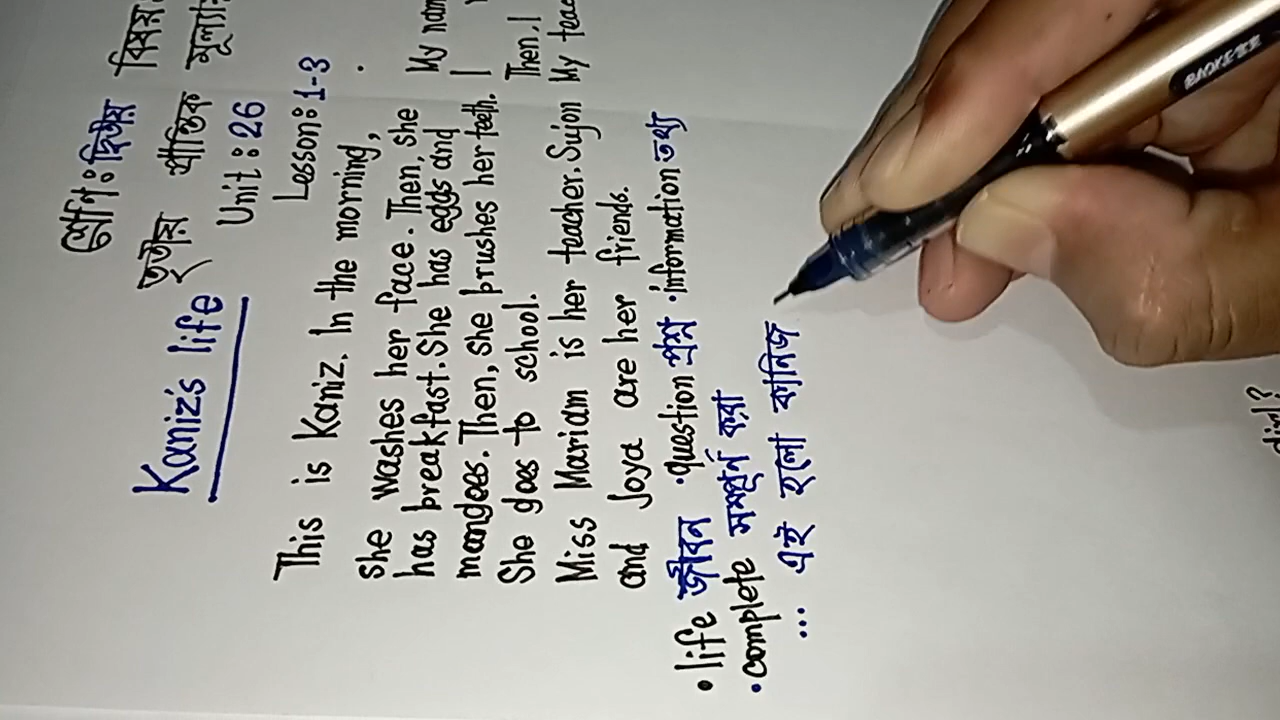 শ্রেণি: দ্বিতীয় বিষয়:
তৃতীয় প্রান্তিক মূল্যায়
Unit: 26
Kaniz's life
Lesson: 1-3
This is Kaniz. In the morning,
she washes her face. Then, she
has breakfast. She has eggs and
mangoes. Then, she brushes her teeth.
She goes to school.
Miss Mariam is her teacher. Sujon
and Joya are her friends.
My nam
I
Then, I
My teac
• life জীবন • question প্রশ্ন • information তথ্য
• complete সম্পূর্ণ করা
... এই হলো কানিজ